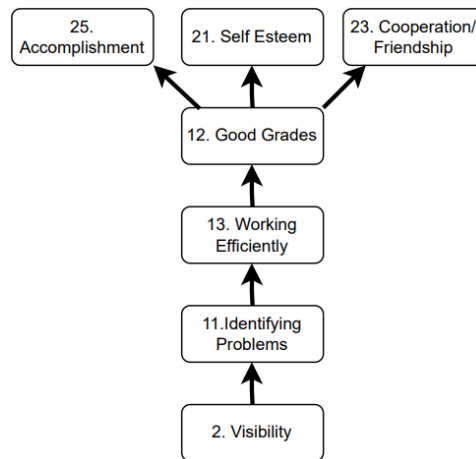 25.
Accomplishment
21. Self Esteem
23. Cooperation/
Friendship
12. Good Grades
13. Working
Efficiently
11.Identifying
Problems
2. Visibility